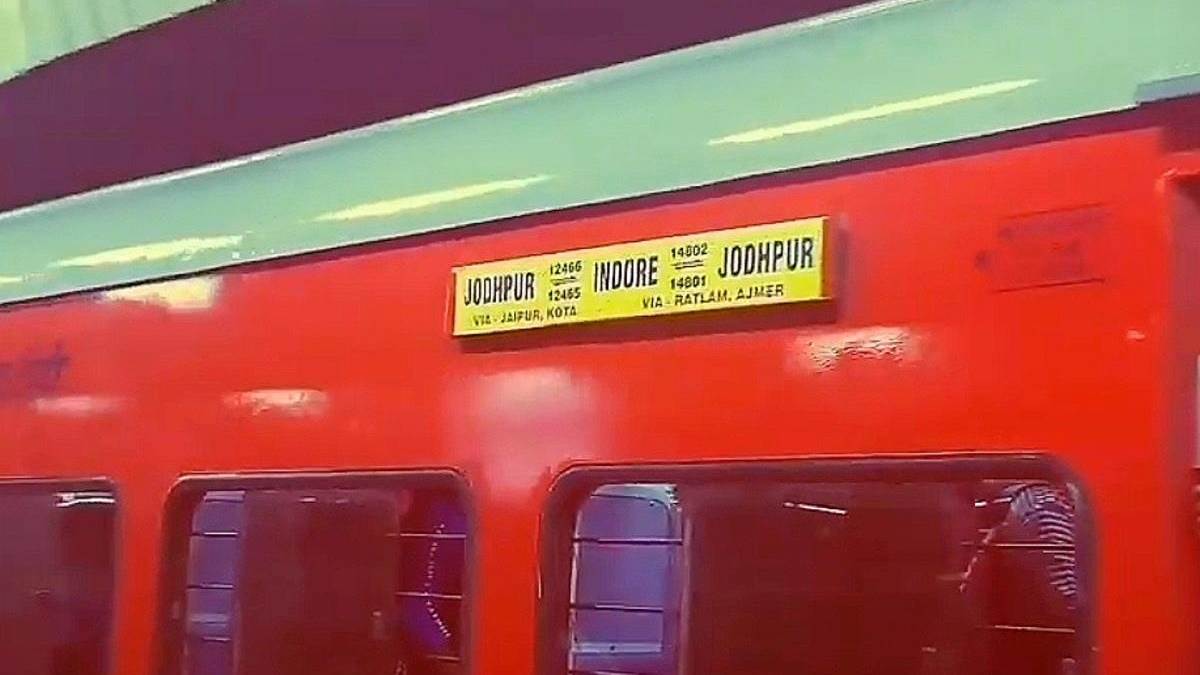 JODHPUR 12466 12465 INDORE 14802 14801 JODHPUR
VIA - JAIPUR, KOTA VIA - RATLAM, AJMER